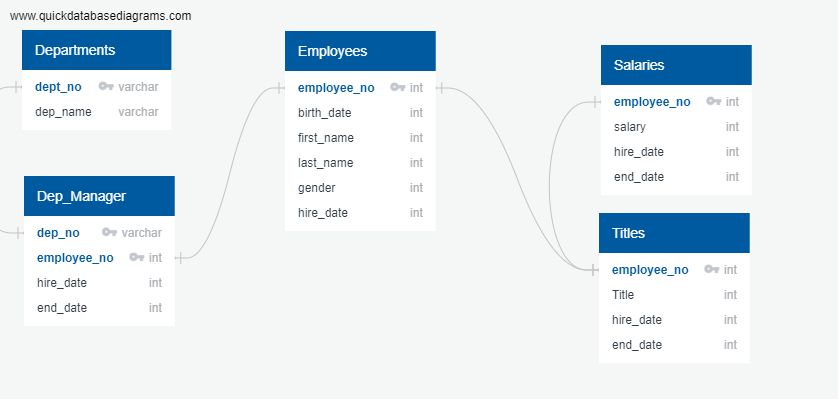 www.quickdatabasediagrams.com
Departments
dept_no varchar
dep_name varchar
Dep_Manager
dep_no varchar
employee_no int
hire_date int
end_date int
Employees
employee_no int
birth_date int
first_name int
last_name int
gender int
hire_date int
Salaries
employee_no int
salary int
hire_date int
end_date int
Titles
employee_no int
Title int
hire_date int
end_date int